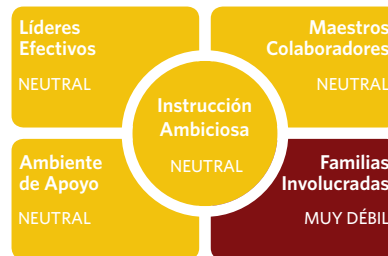 Líderes
Efectivos
NEUTRAL
Maestros
Colaboradores
NEUTRAL
Instrucción
Ambiciosa
NEUTRAL
Ambiente
de Apoyo
NEUTRAL
Familias
Involucradas
MUY DÉBIL